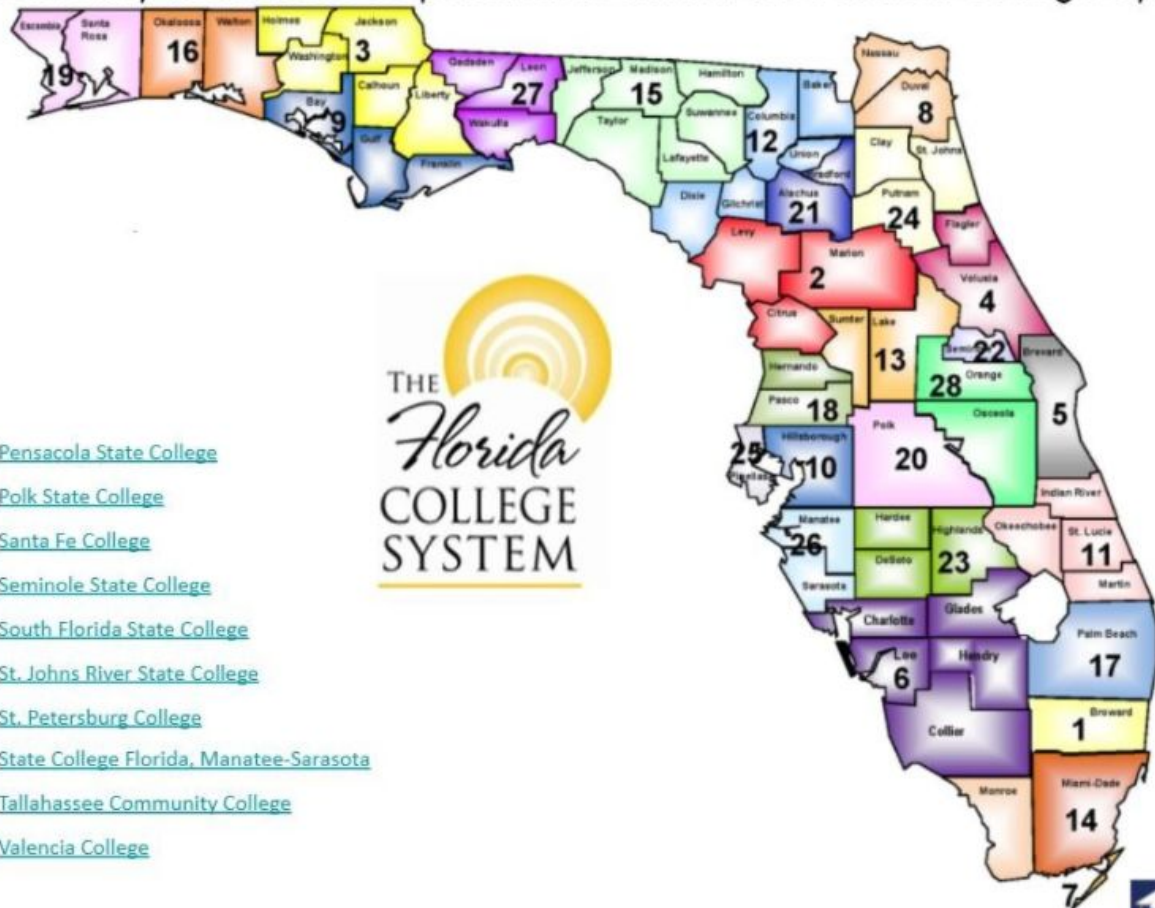 Escambia
Santa
Rosa
19
Okaloosa
16
Walton
Holmes
Jackson
Washington
3
Calhoun
Liberty
Bay
9
Gulf
Franklin
Gadsden
Leon
27
Wakulla
Jefferson
Madison
15
Hamilton
Taylor
Suwannee
Lafayette
Columbia
12
Baker
Union
Bradford
Dixie
Gilchrist
Alachua
21
Nassau
Duval
8
Clay
St. Johns
Putnam
24
Flagler
Levy
Marion
2
Citrus
Volusia
4
Sumter
Lake
13
Seminole
22
Orange
28
Brevard
5
Hernando
Pasco
18
Osceola
Polk
20
Hillsborough
10
25
Pinellas
Indian River
Manatee
26
Sarasota
Hardee
DeSoto
Highlands
23
Okeechobee
St. Lucie
11
Martin
Charlotte
Glades
Lee
6
Hendry
Collier
Palm Beach
17
Broward
1
Monroe
Miami-Dade
14
7
THE
Florida
COLLEGE
SYSTEM
Pensacola State College
Polk State College
Santa Fe College
Seminole State College
South Florida State College
St. Johns River State College
St. Petersburg College
State College Florida, Manatee-Sarasota
Tallahassee Community College
Valencia College